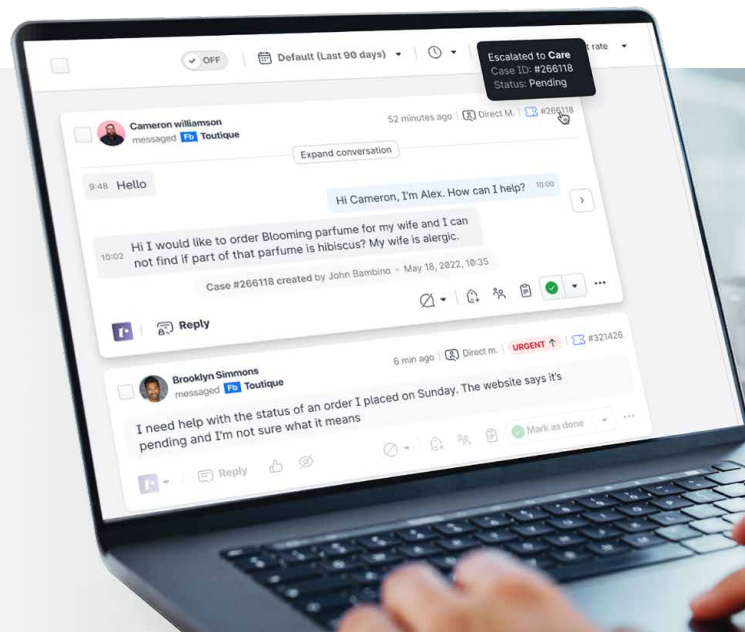 OFF
Default (Last 90 days)
t rate
Escalated to Care
Case ID: #266118
Status: Pending
Cameron williamson
messaged Fb Toutique
52 minutes ago
Direct M.
#266118
Expand conversation
9:48 Hello
Hi Cameron, I'm Alex. How can I help? 10:00
10:02 Hi I would like to order Blooming parfume for my wife and I can
not find if part of that parfume is hibiscus? My wife is alergic.
Case #266118 created by John Bambino • May 18, 2022, 10:35
Reply
Brooklyn Simmons
messaged Fb Toutique
6 min ago
Direct m.
URGENT ↑
#321426
I need help with the status of an order I placed on Sunday. The website says it's
pending and I'm not sure what it means
Reply
Mark as done